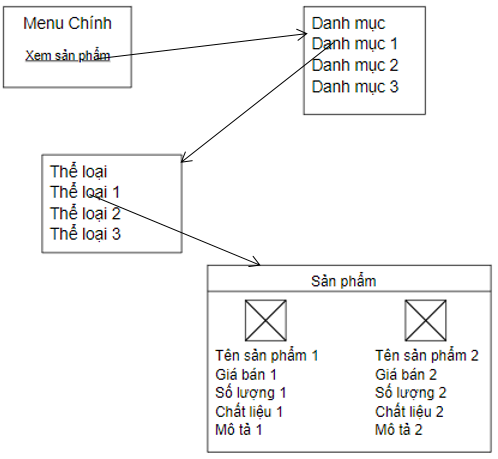 Menu Chính
Xem sản phẩm
Danh mục
Danh mục 1
Danh mục 2
Danh mục 3
Thể loại
Thể loại 1
Thể loại 2
Thể loại 3
Sản phẩm
Tên sản phẩm 1
Giá bán 1
Số lượng 1
Chất liệu 1
Mô tả 1
Tên sản phẩm 2
Giá bán 2
Số lượng 2
Chất liệu 2
Mô tả 2